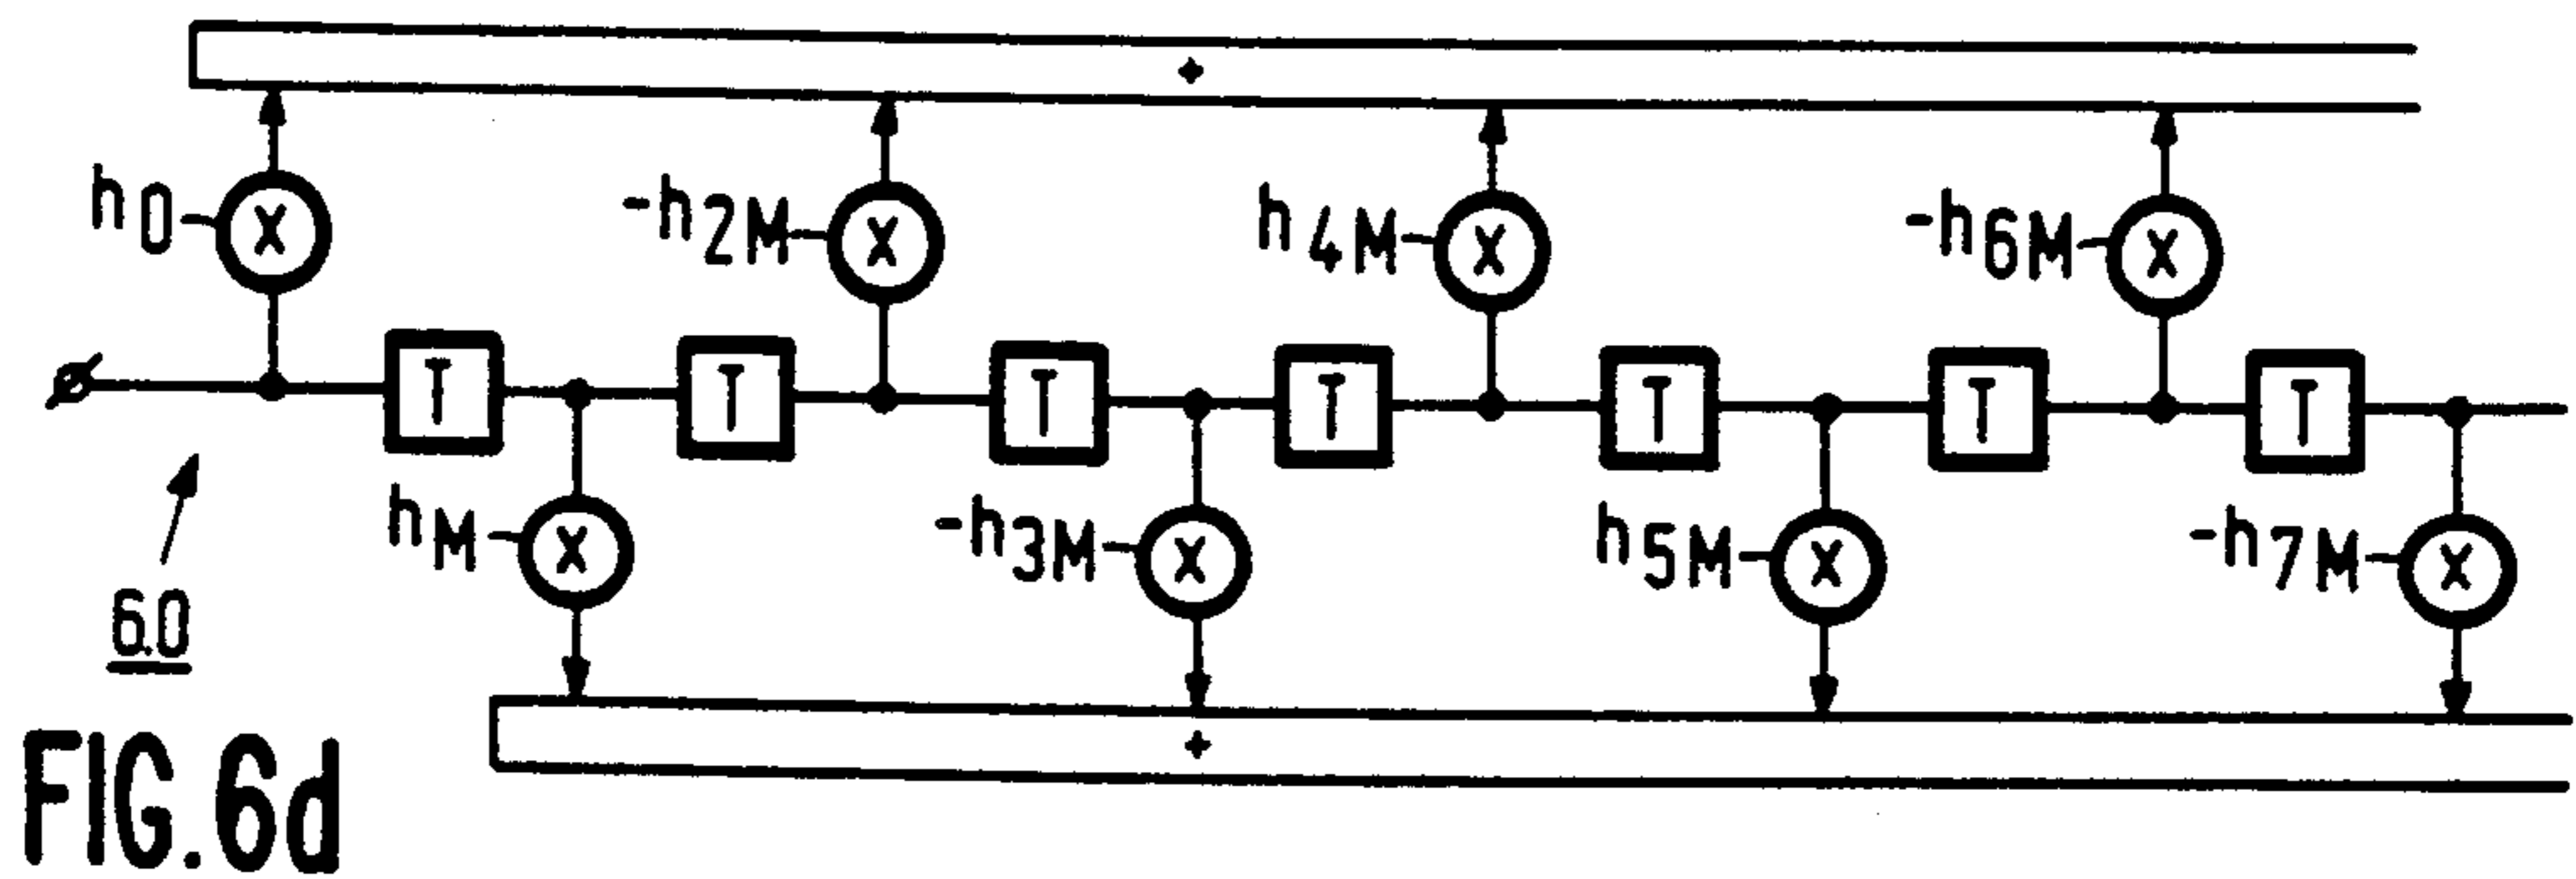 +
h0 X -h2M X h4M X -h6M X
T T T T T T T
hM X -h3M X h5M X -h7M X
6.0
+
FIG.6d